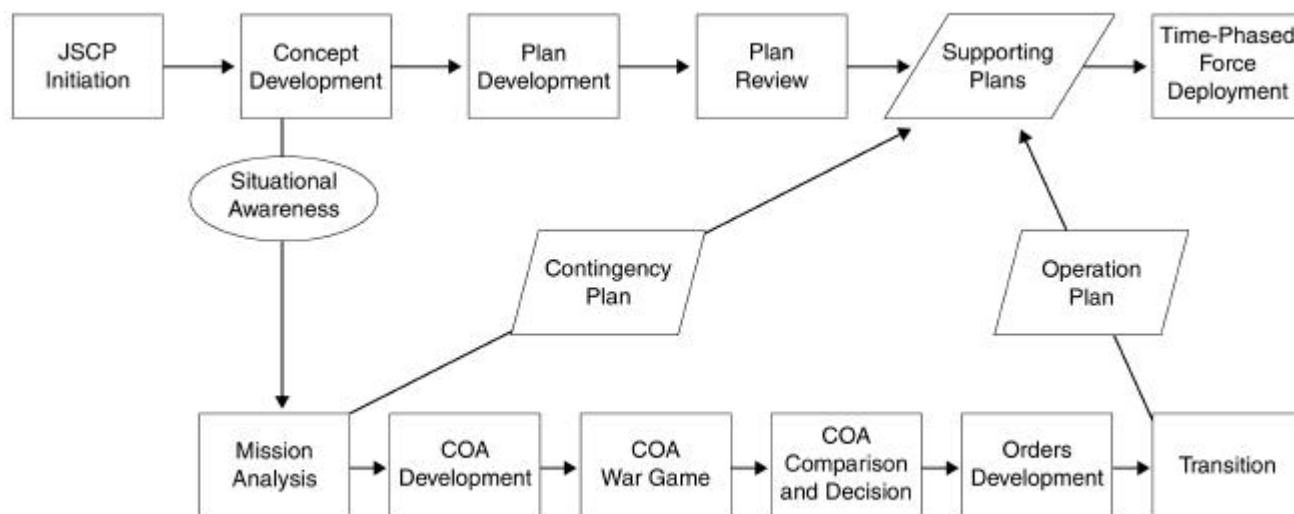 JSCP
Initiation
Concept
Development
Plan
Development
Plan
Review
Supporting
Plans
Time-Phased
Force
Deployment
Situational
Awareness
Contingency
Plan
Operation
Plan
Mission
Analysis
COA
Development
COA
War Game
COA
Comparison
and Decision
Orders
Development
Transition